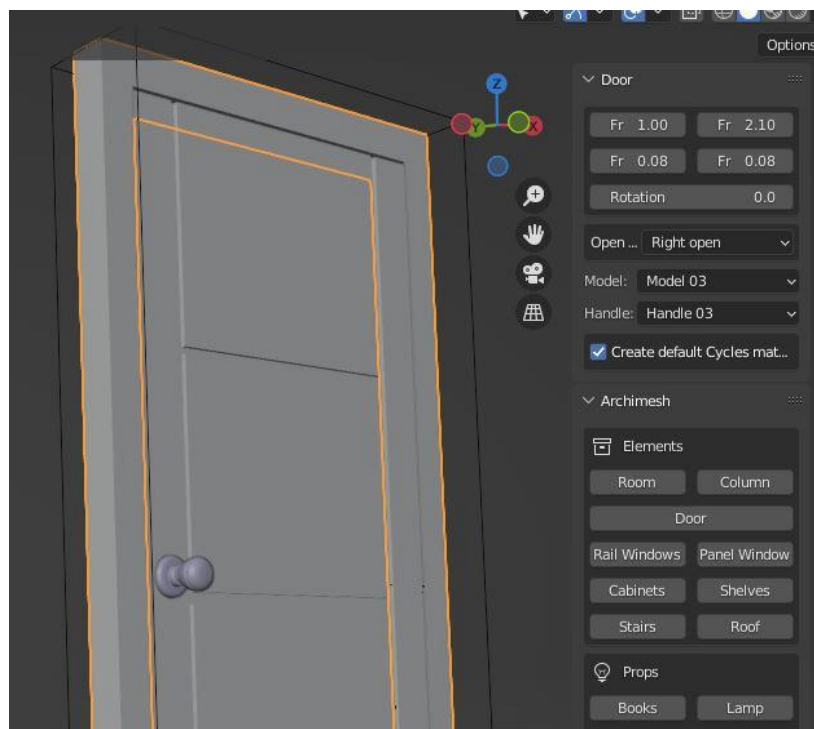 Options
Door
Fr 1.00 Fr 2.10
Fr 0.08 Fr 0.08
Rotation 0.0
Open ... Right open
Model: Model 03
Handle: Handle 03
Create default Cycles mat...
Archimesh
Elements
Room Column
Door
Rail Windows Panel Window
Cabinets Shelves
Stairs Roof
Props
Books Lamp
Z
Y X